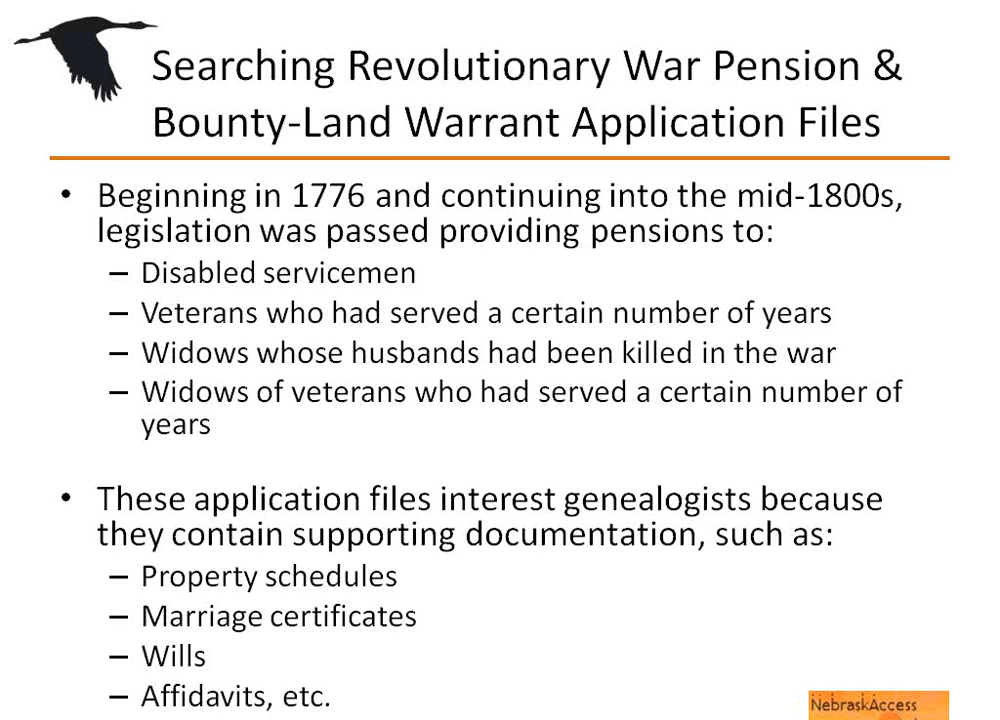 Searching Revolutionary War Pension &
Bounty-Land Warrant Application Files
• Beginning in 1776 and continuing into the mid-1800s,
legislation was passed providing pensions to:
– Disabled servicemen
– Veterans who had served a certain number of years
– Widows whose husbands had been killed in the war
– Widows of veterans who had served a certain number of
years
• These application files interest genealogists because
they contain supporting documentation, such as:
– Property schedules
– Marriage certificates
– Wills
– Affidavits, etc.
NebraskAccess